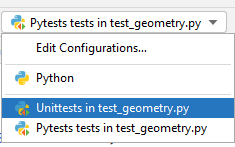 Pytests tests in test_geometry.py
Edit Configurations...
Python
Unittests in test_geometry.py
Pytests tests in test_geometry.py